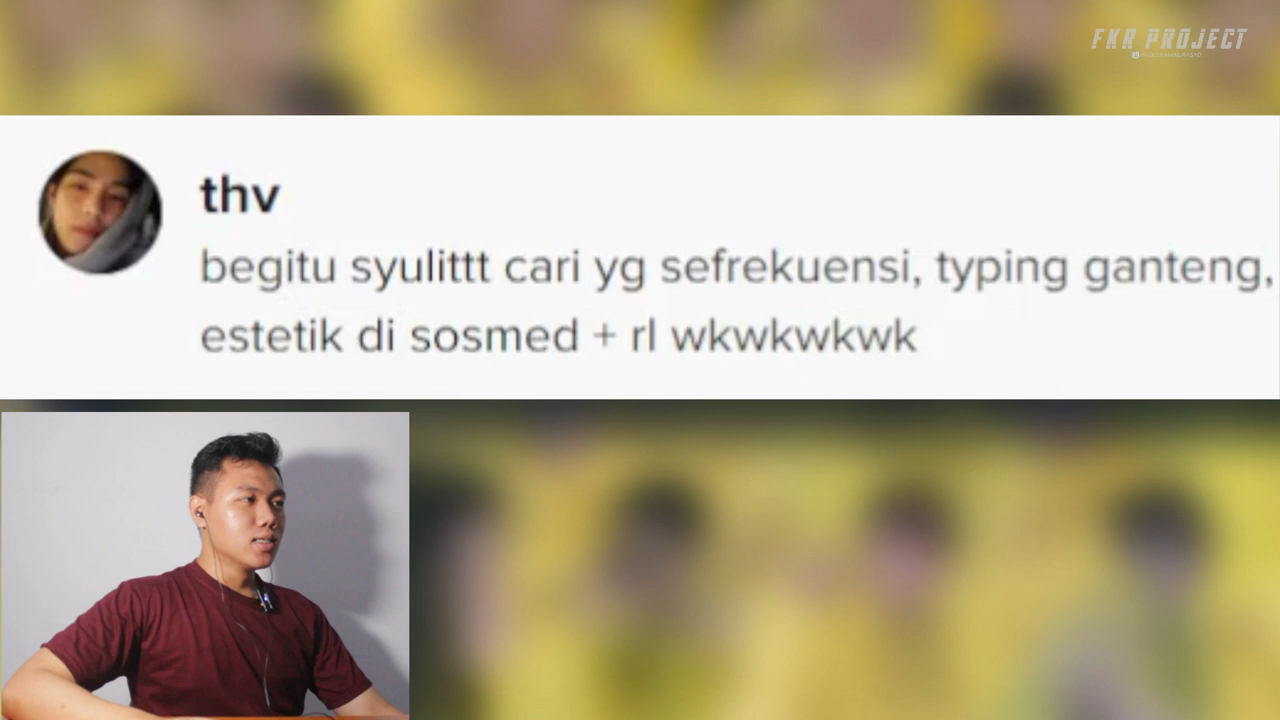 FKR PROJECT
thv
begitu syulittt cari yg sefrekuensi, typing ganteng,
estetik di sosmed + rl wkwkwkwk